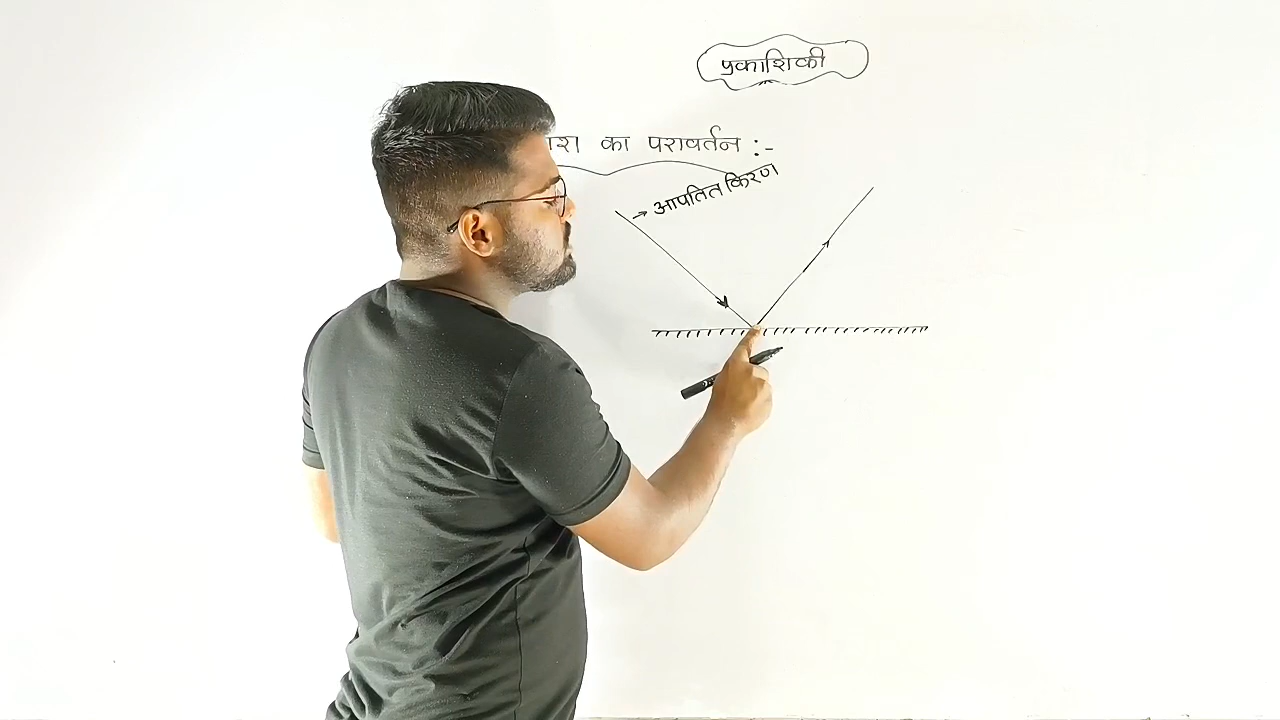 प्रकाशिकी
का परावर्तन :-
→ आपतित किरण